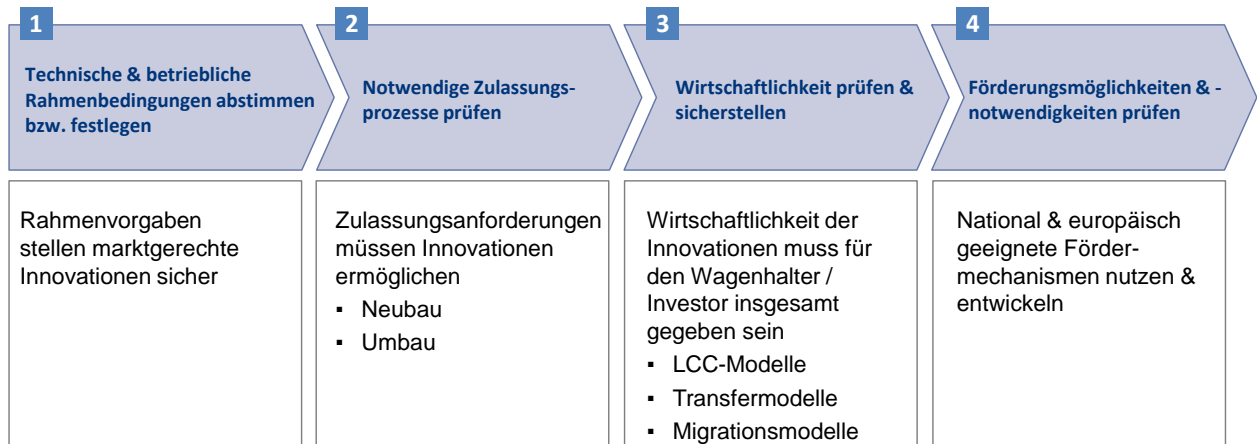 1
Technische & betriebliche
Rahmenbedingungen abstimmen
bzw. festlegen
2
Notwendige Zulassungs-
prozesse prüfen
3
Wirtschaftlichkeit prüfen &
sicherstellen
4
Förderungsmöglichkeiten & -
notwendigkeiten prüfen
Rahmenvorgaben
stellen marktgerechte
Innovationen sicher
Zulassungsanforderungen
müssen Innovationen
ermöglichen
▪ Neubau
▪ Umbau
Wirtschaftlichkeit der
Innovationen muss für
den Wagenhalter /
Investor insgesamt
gegeben sein
▪ LCC-Modelle
▪ Transfermodelle
▪ Migrationsmodelle
National & europäisch
geeignete Förder-
mechanismen nutzen &
entwickeln